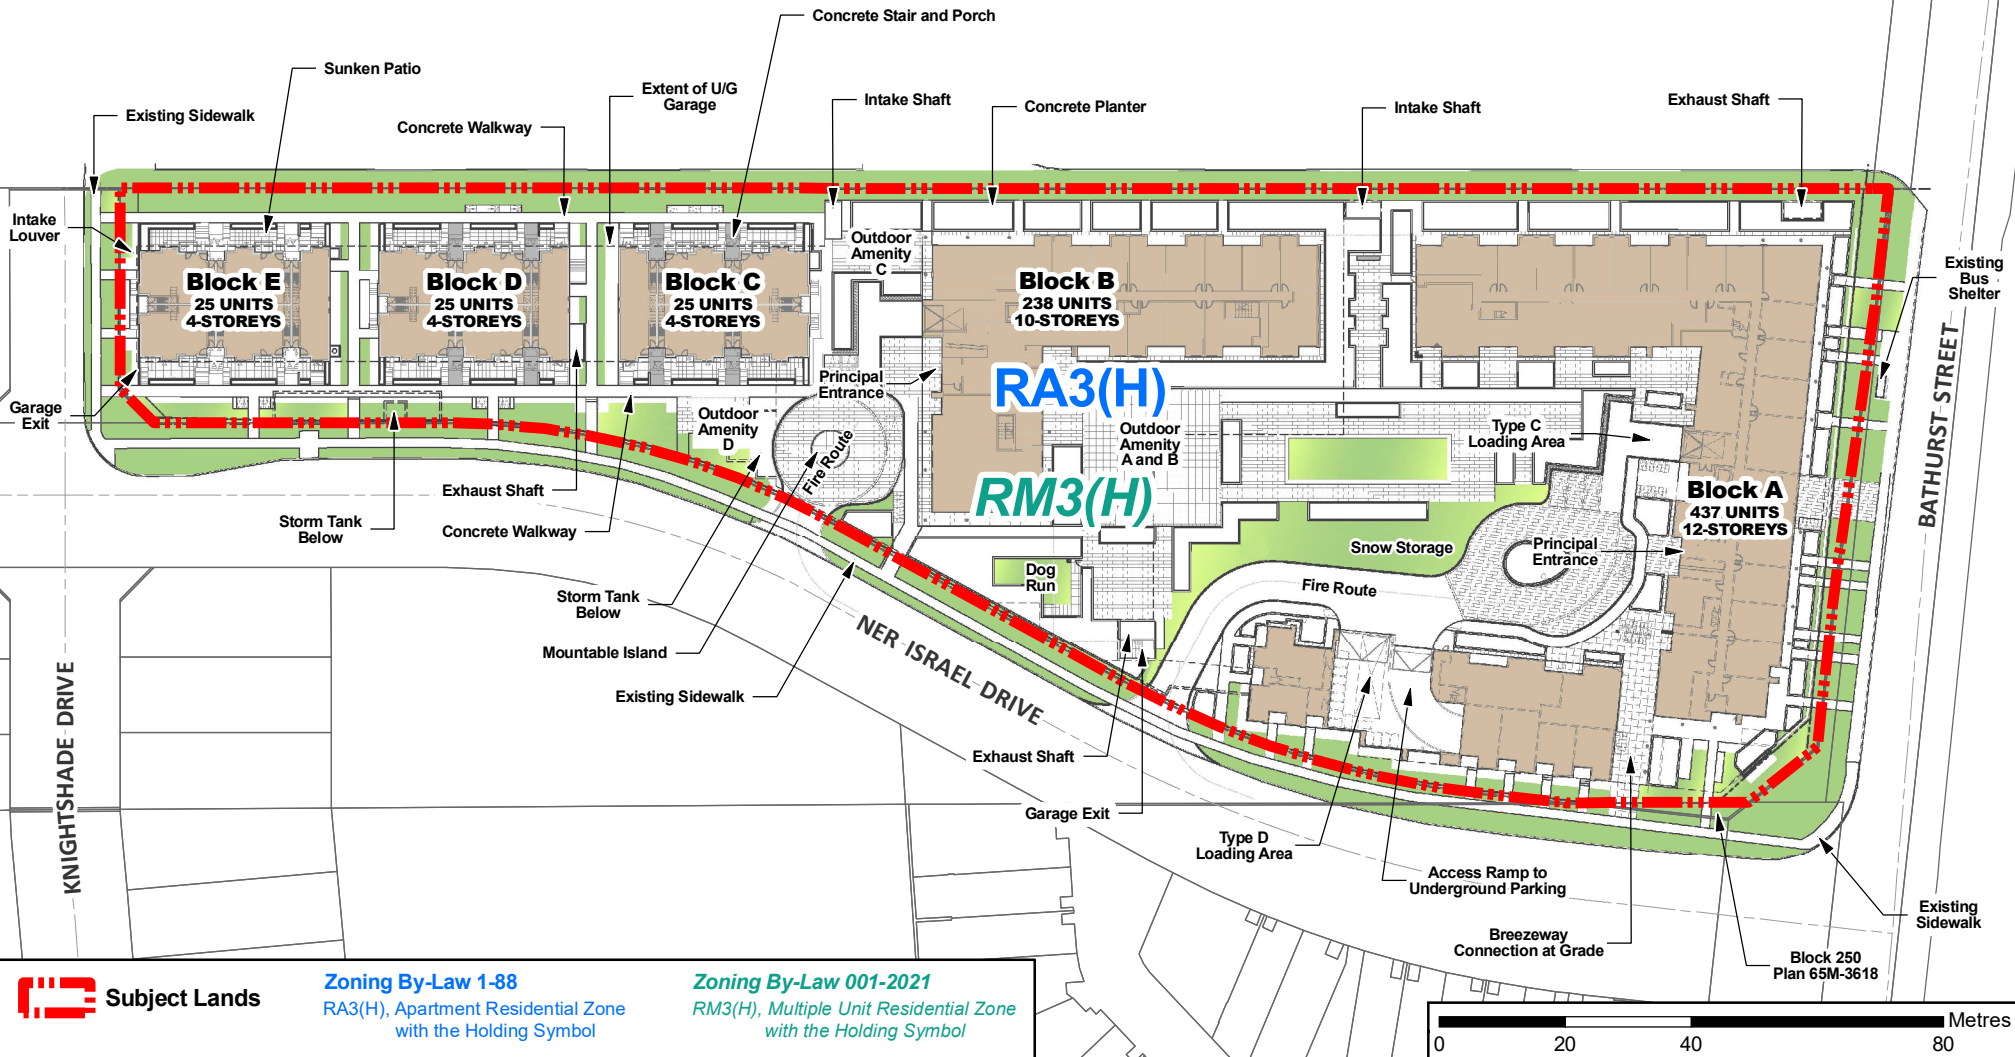 Concrete Stair and Porch
Sunken Patio
Existing Sidewalk
Concrete Walkway
Extent of U/G
Garage
Intake Shaft
Concrete Planter
Intake Shaft
Exhaust Shaft
Intake
Louver
Block E
25 UNITS
4-STOREYS
Block D
25 UNITS
4-STOREYS
Block C
25 UNITS
4-STOREYS
Outdoor
Amenity
C
Block B
238 UNITS
10-STOREYS
Existing
Bus
Shelter
BATHURST STREET
Garage
Exit
Principal
Entrance
RA3(H)
Outdoor
Amenity
D
Fire Route
Outdoor
Amenity
A and B
Type C
Loading Area
RM3(H)
Block A
437 UNITS
12-STOREYS
Exhaust Shaft
Storm Tank
Below
Concrete Walkway
Snow Storage
Principal
Entrance
Dog
Run
Fire Route
Storm Tank
Below
Mountable Island
Existing Sidewalk
NER ISRAEL DRIVE
KNIGHTSHADE DRIVE
Exhaust Shaft
Garage Exit
Type D
Loading Area
Access Ramp to
Underground Parking
Breezeway
Connection at Grade
Existing
Sidewalk
Block 250
Plan 65M-3618
Subject Lands
Zoning By-Law 1-88
RA3(H), Apartment Residential Zone
with the Holding Symbol
Zoning By-Law 001-2021
RM3(H), Multiple Unit Residential Zone
with the Holding Symbol
Metres
0 20 40 80